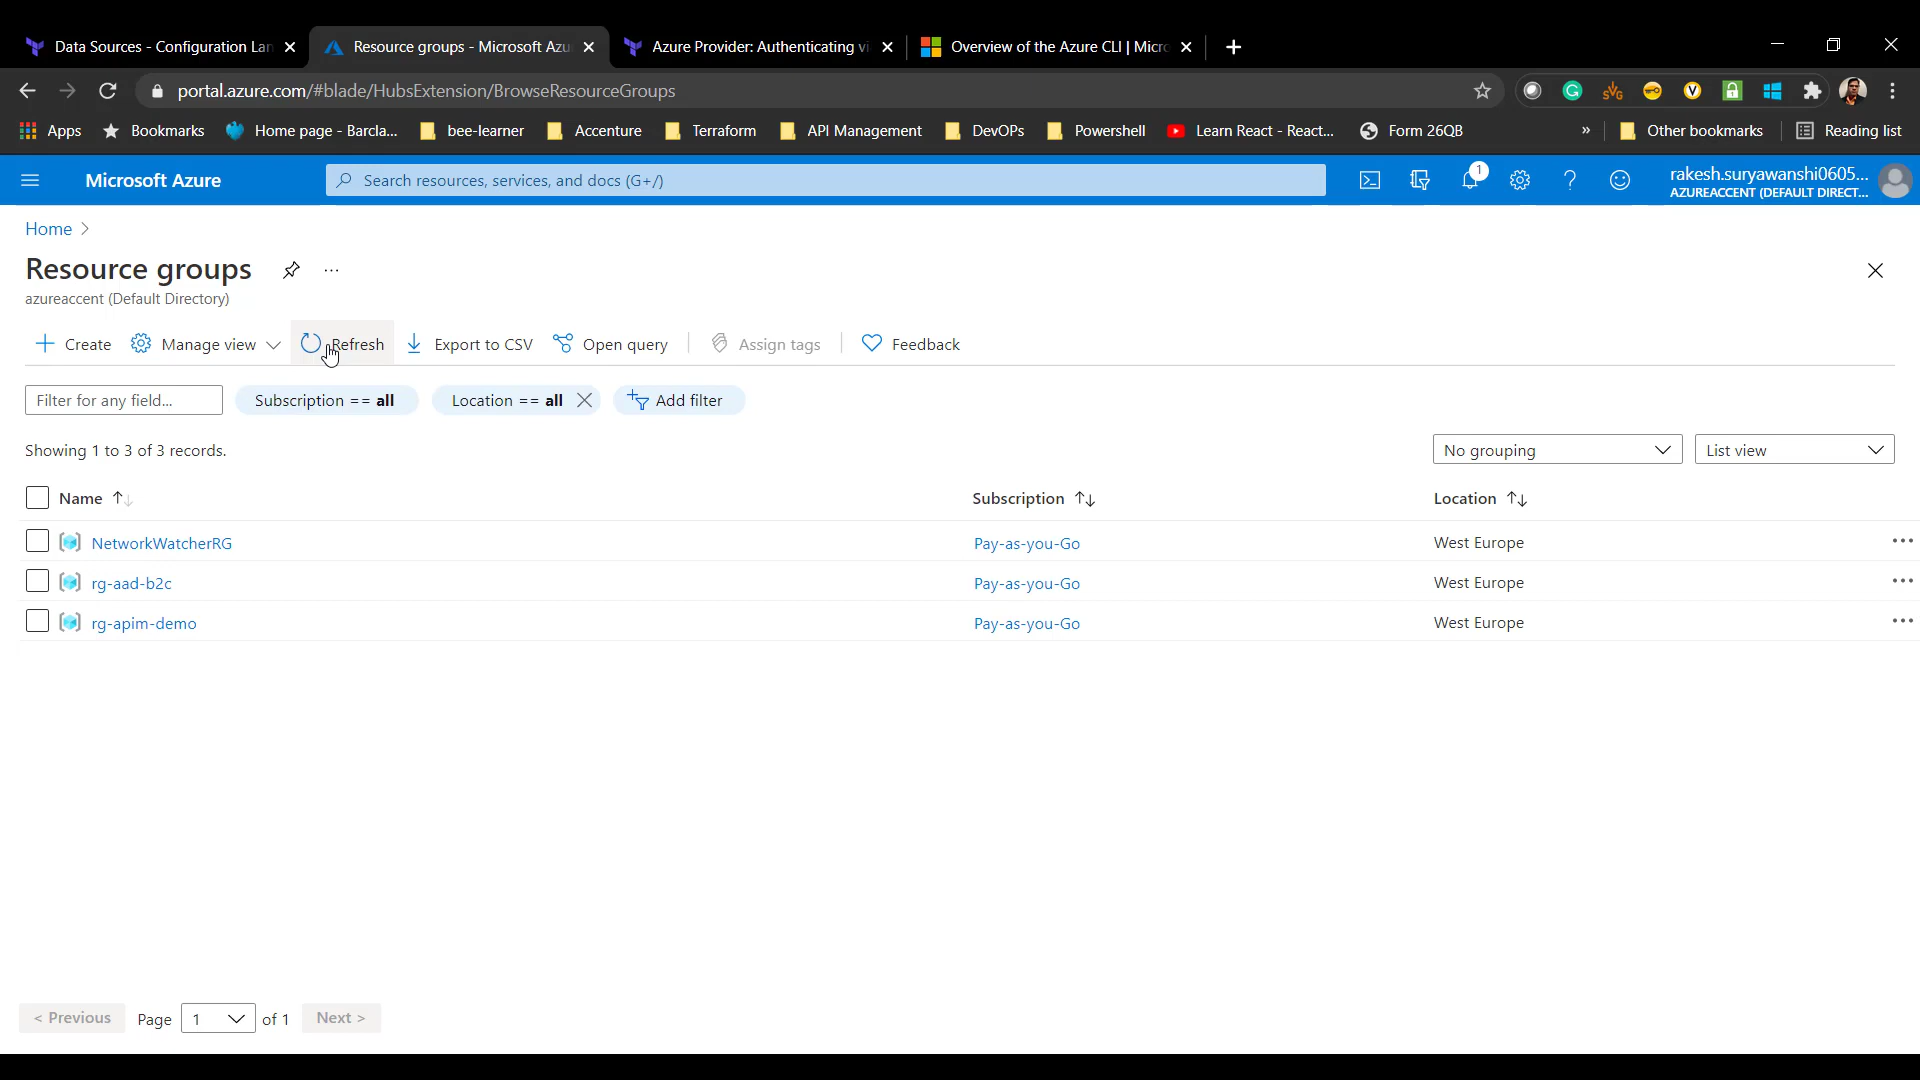 Data Sources - Configuration Lan
Resource groups - Microsoft Azu
Azure Provider: Authenticating vi
Overview of the Azure CLI | Micro
portal.azure.com/#blade/HubsExtension/BrowseResourceGroups
Apps
Bookmarks
Home page - Barcla...
bee-learner
Accenture
Terraform
API Management
DevOPs
Powershell
Learn React - React...
Form 26QB
»
Other bookmarks
Reading list
Microsoft Azure
Search resources, services, and docs (G+/)
1
rakesh.suryawanshi0605...
AZUREACCENT (DEFAULT DIRECT...
Home >
Resource groups
azureaccent (Default Directory)
Create
Manage view
Refresh
Export to CSV
Open query
Assign tags
Feedback
Filter for any field...
Subscription == all
Location == all
Add filter
Showing 1 to 3 of 3 records.
No grouping
List view
Name
Subscription
Location
NetworkWatcherRG
Pay-as-you-Go
West Europe
rg-aad-b2c
Pay-as-you-Go
West Europe
rg-apim-demo
Pay-as-you-Go
West Europe
< Previous
Page
1
of 1
Next >